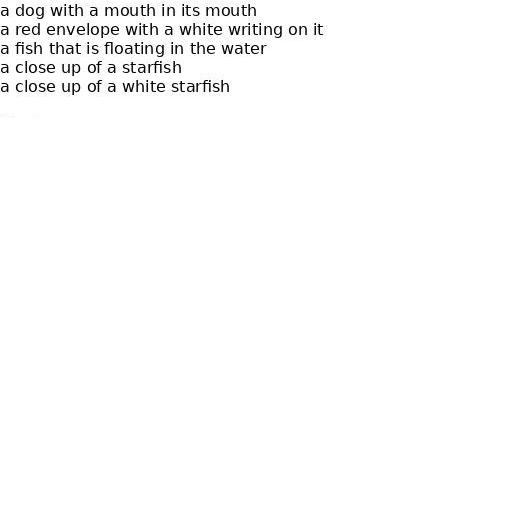 a dog with a mouth in its mouth
a red envelope with a white writing on it
a fish that is floating in the water
a close up of a starfish
a close up of a white starfish